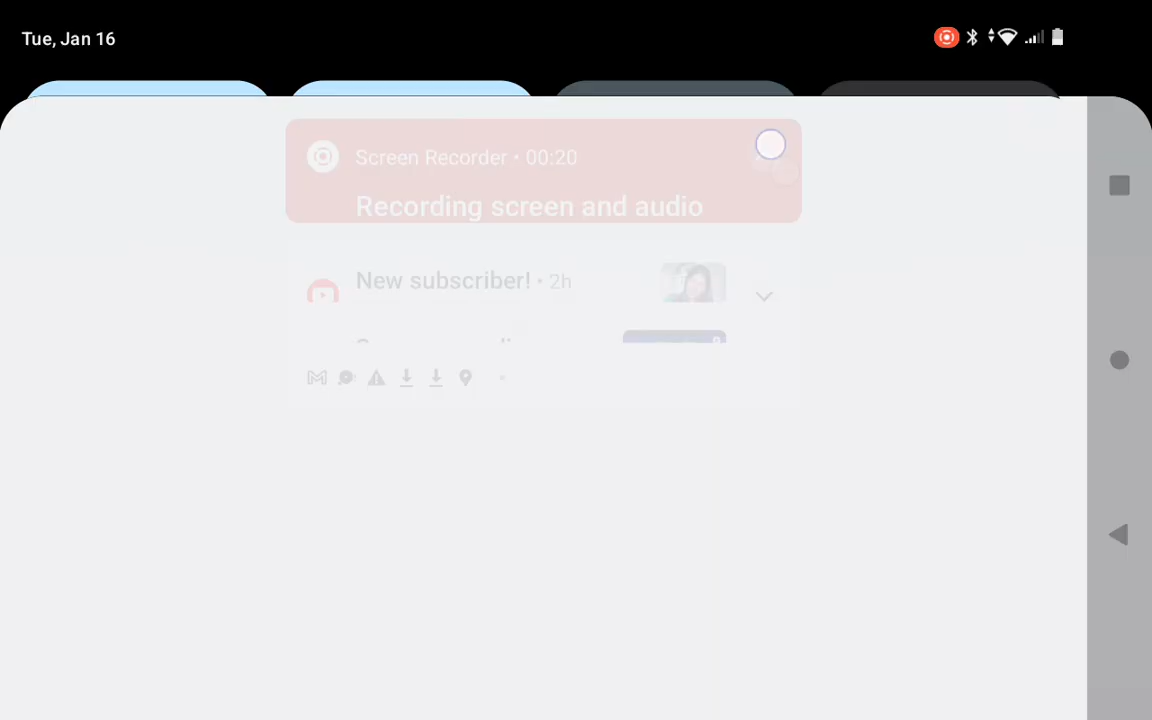 Tue, Jan 16
Screen Recorder • 00:20
Recording screen and audio
New subscriber! • 2h